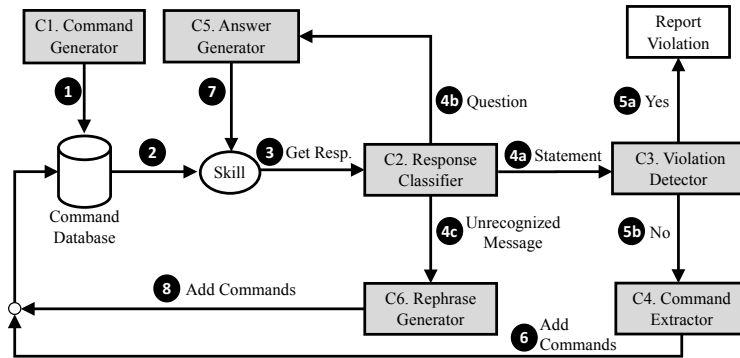 C1. Command
Generator
C5. Answer
Generator
Report
Violation
1
7
4b Question
5a Yes
2
3 Get Resp.
Skill
C2. Response
Classifier
4a Statement
C3. Violation
Detector
Command
Database
4c Unrecognized
Message
5b No
8 Add Commands
C6. Rephrase
Generator
C4. Command
Extractor
6 Add
Commands